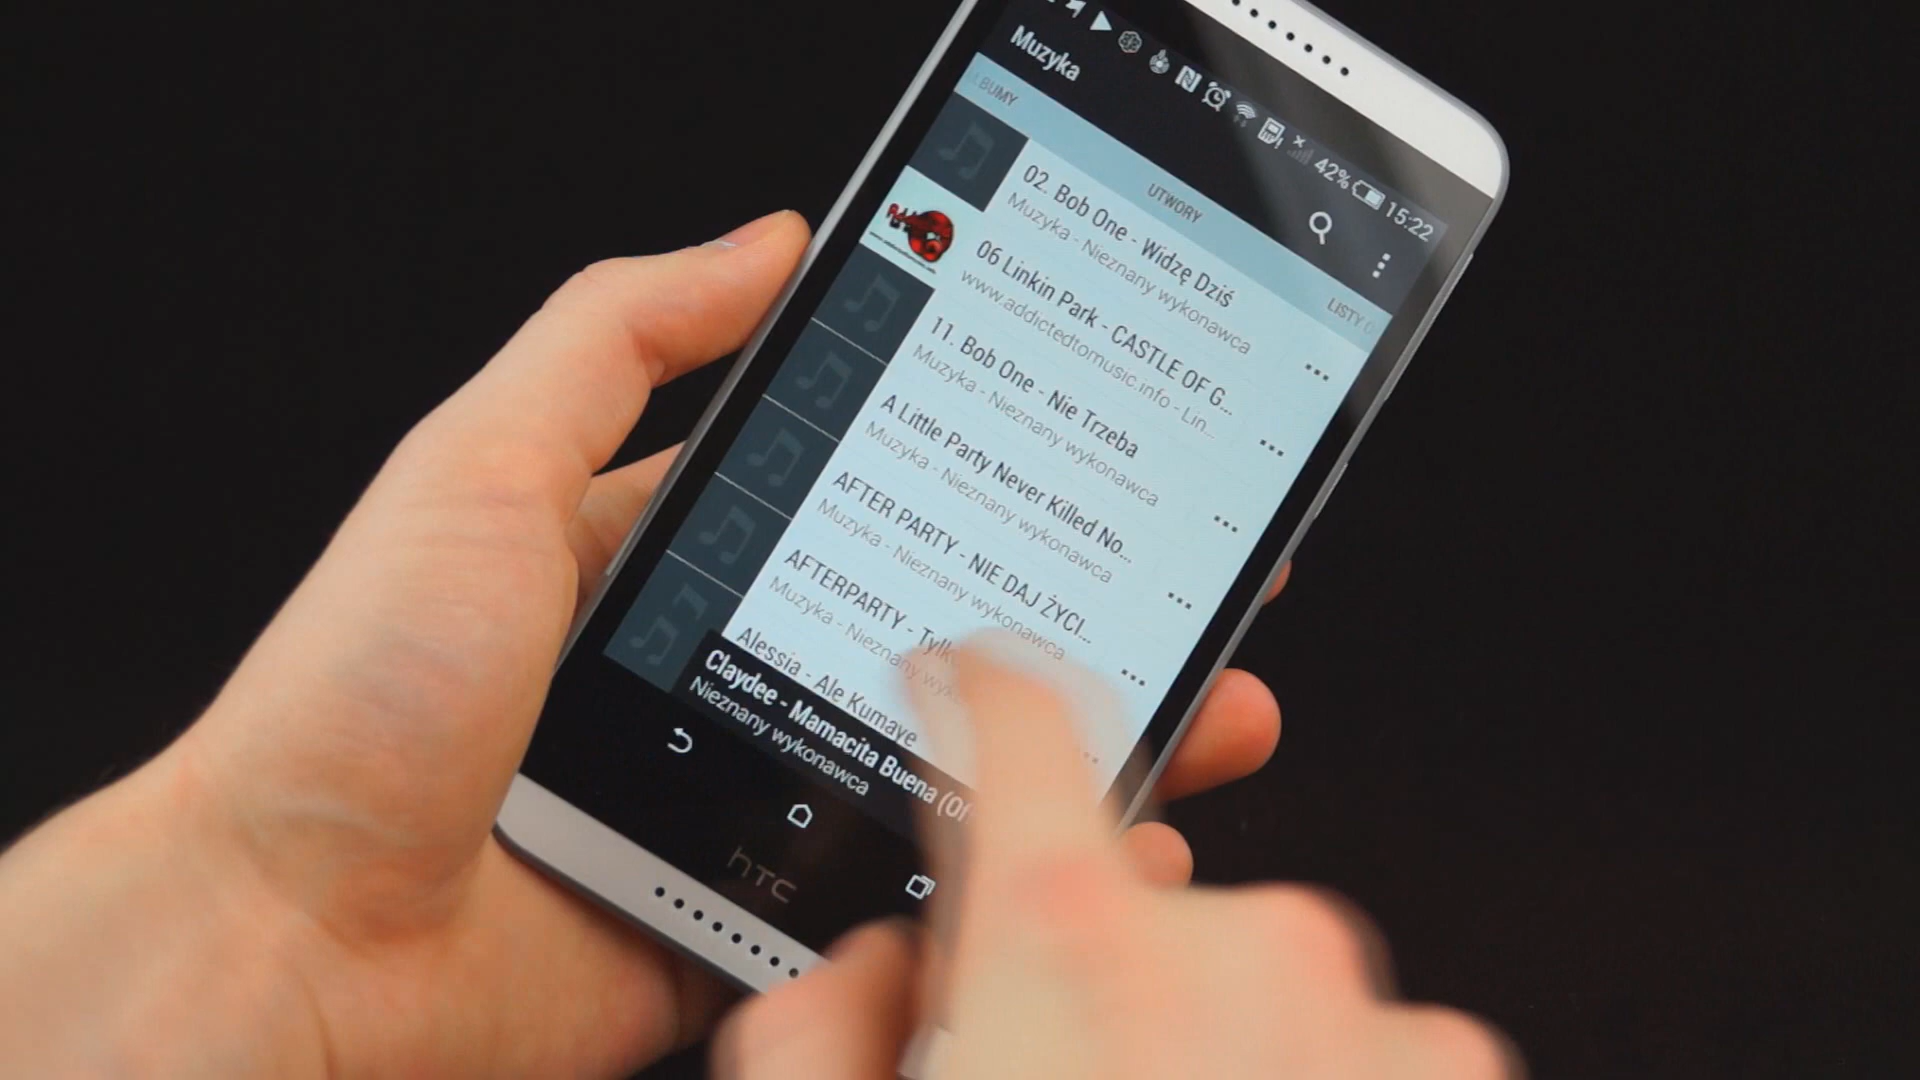 42% 15:22
Muzyka
ALBUMY UTWORY LISTY
02. Bob One - Widzę Dziś
Muzyka - Nieznany wykonawca
06 Linkin Park - CASTLE OF G...
www.addictedtomusic.info - Lin...
11. Bob One - Nie Trzeba
Muzyka - Nieznany wykonawca
A Little Party Never Killed No...
Muzyka - Nieznany wykonawca
AFTER PARTY - NIE DAJ ŻYCI...
Muzyka - Nieznany wykonawca
AFTERPARTY -
Muzyka - Nieznany
Alessia - Ale Kumaye
Claydee - Mamacita Buena (Of
Nieznany wykonawca
hTC